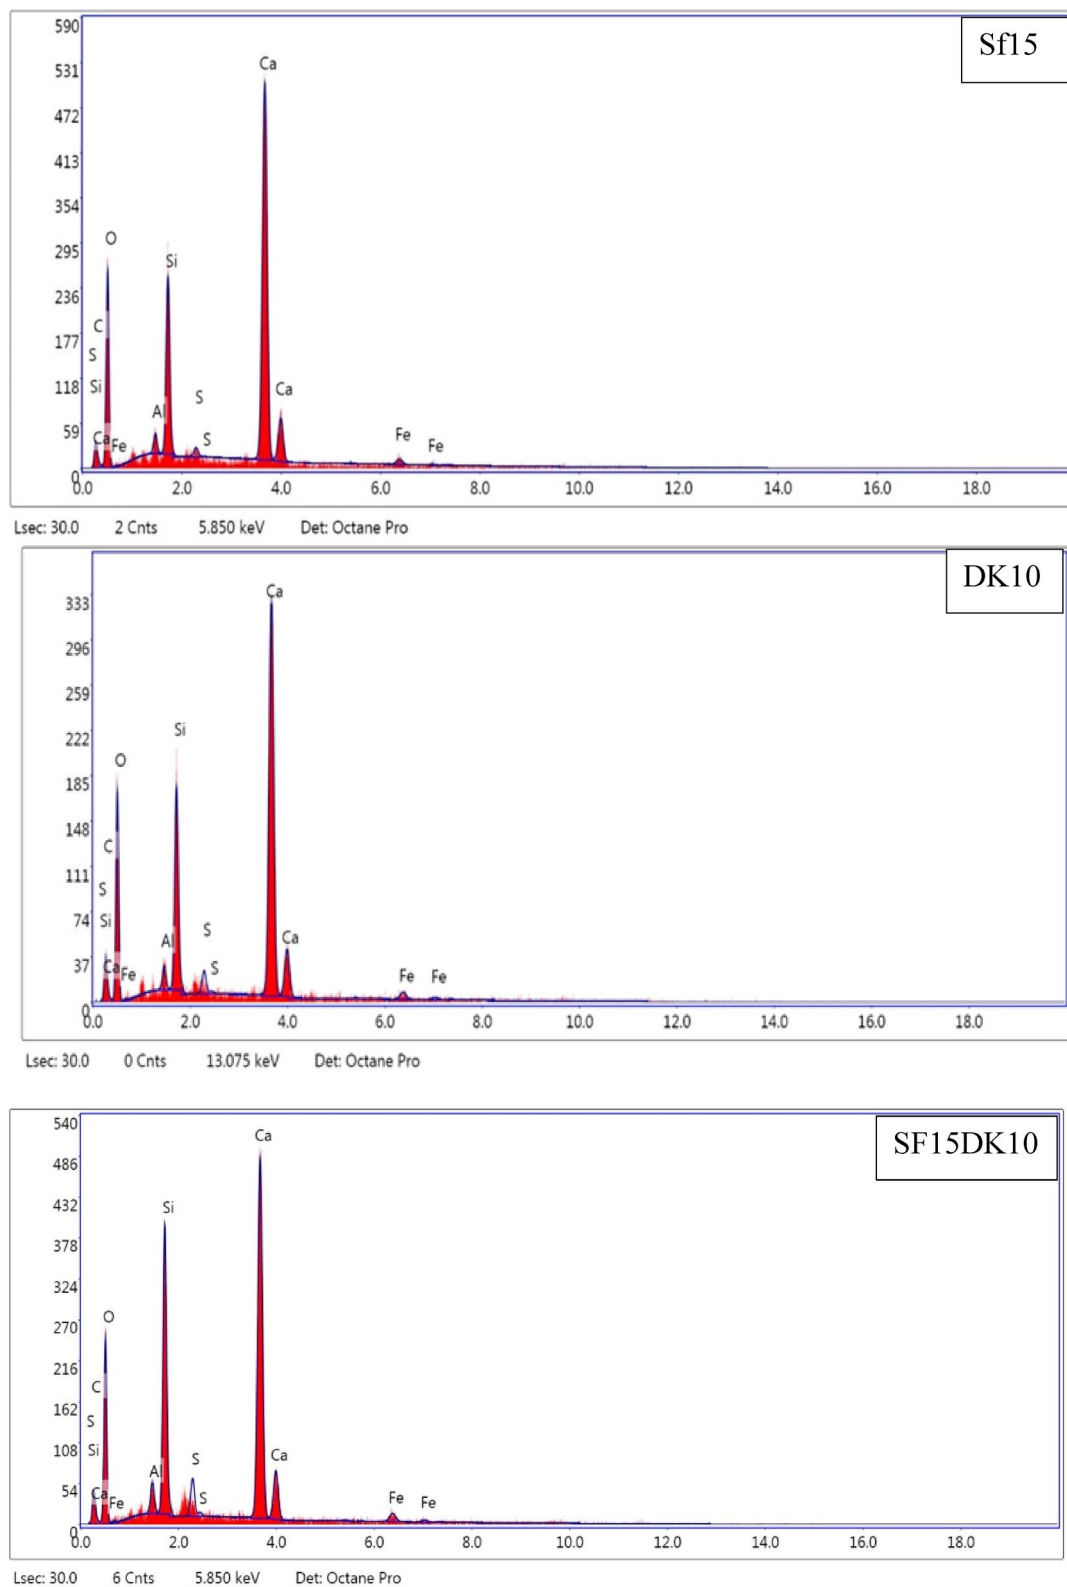 590
Sf15
531
Ca
472
413
354
295
O
Si
236
177
C
S
118
Si
Al
S
Ca
59
Ca
Fe
S
Fe
Fe
0
0.0 2.0 4.0 6.0 8.0 10.0 12.0 14.0 16.0 18.0
Lsec: 30.0 2 Cnts 5.850 keV Det: Octane Pro
DK10
333
Ca
296
259
222
Si
185
O
148
C
111
S
74
Si
Al
S
Ca
37
Ca
Fe
S
Fe
Fe
0
0.0 2.0 4.0 6.0 8.0 10.0 12.0 14.0 16.0 18.0
Lsec: 30.0 0 Cnts 13.075 keV Det: Octane Pro
540
SF15DK10
486
Ca
432
Si
378
324
270
O
216
162
C
S
108
Si
Al
S
Ca
54
Ca
Fe
S
Fe
Fe
0
0.0 2.0 4.0 6.0 8.0 10.0 12.0 14.0 16.0 18.0
Lsec: 30.0 6 Cnts 5.850 keV Det: Octane Pro